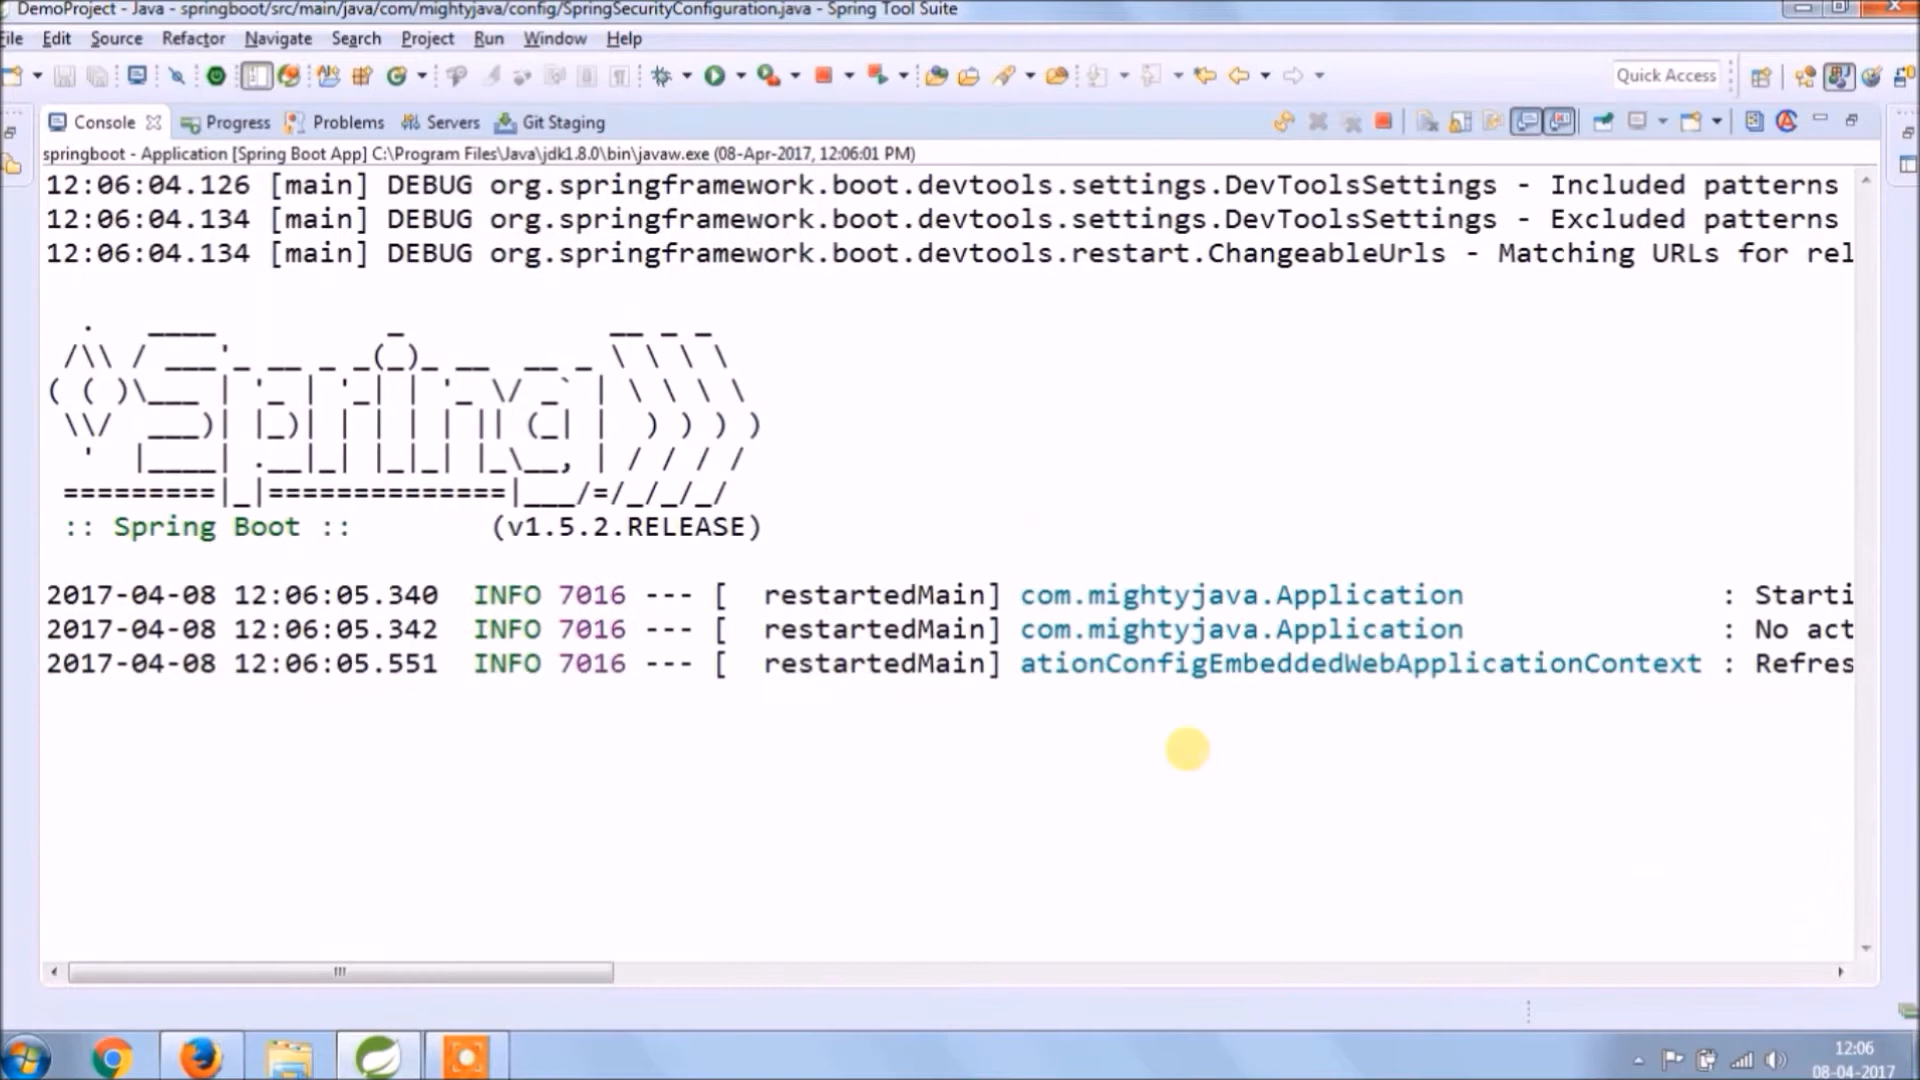 DemoProject - Java - springboot/src/main/java/com/mightyjava/config/SpringSecurityConfiguration.java - Spring Tool Suite
File Edit Source Refactor Navigate Search Project Run Window Help
Quick Access
Console Progress Problems Servers Git Staging
springboot - Application [Spring Boot App] C:\Program Files\Java\jdk1.8.0\bin\javaw.exe (08-Apr-2017, 12:06:01 PM)
12:06:04.126 [main] DEBUG org.springframework.boot.devtools.settings.DevToolsSettings - Included patterns
12:06:04.134 [main] DEBUG org.springframework.boot.devtools.settings.DevToolsSettings - Excluded patterns
12:06:04.134 [main] DEBUG org.springframework.boot.devtools.restart.ChangeableUrls - Matching URLs for rel
Spring
:: Spring Boot :: (v1.5.2.RELEASE)
2017-04-08 12:06:05.340 INFO 7016 --- [ restartedMain] com.mightyjava.Application : Starti
2017-04-08 12:06:05.342 INFO 7016 --- [ restartedMain] com.mightyjava.Application : No act
2017-04-08 12:06:05.551 INFO 7016 --- [ restartedMain] ationConfigEmbeddedWebApplicationContext : Refres
12:06
08-04-2017